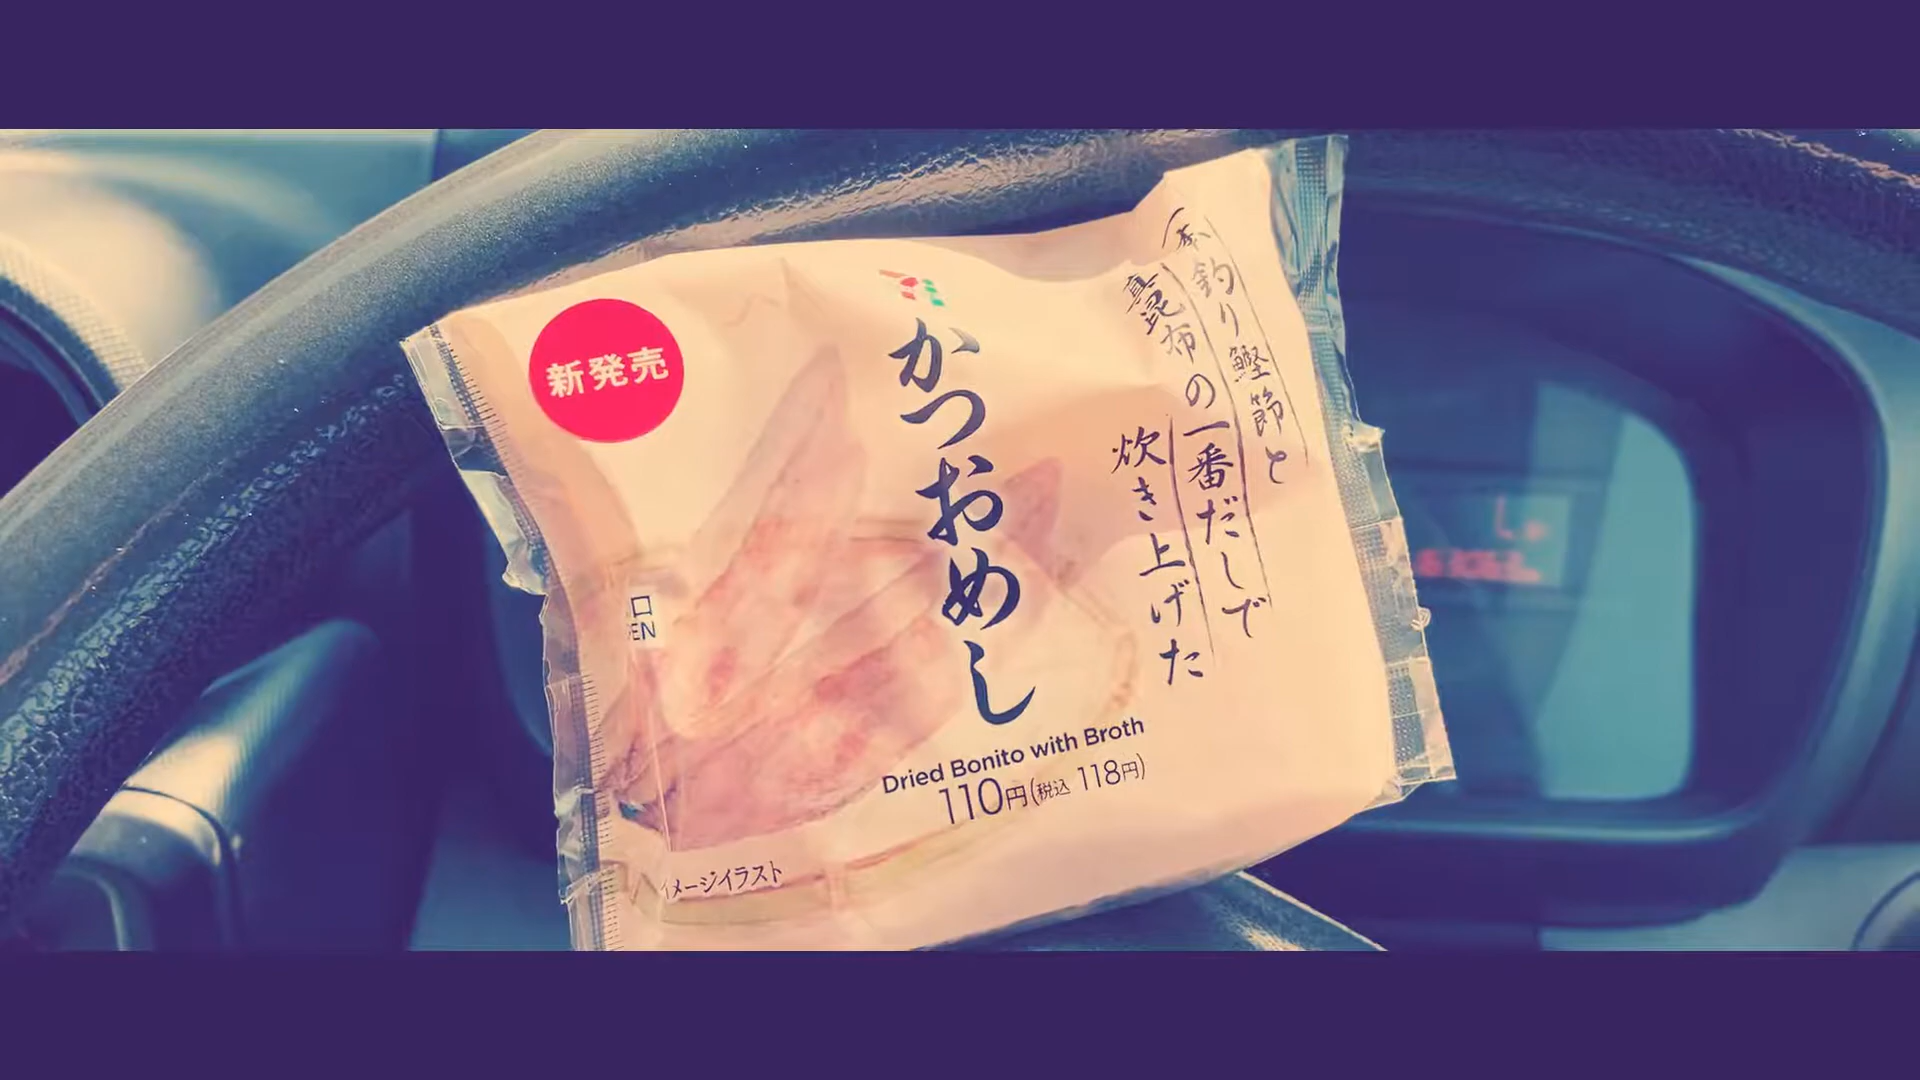 新発売
かつおめし
一本釣り鰹節と
真昆布の一番だしで
炊き上げた
Dried Bonito with Broth
110円(税込 118円)
イメージイラスト
口
EN